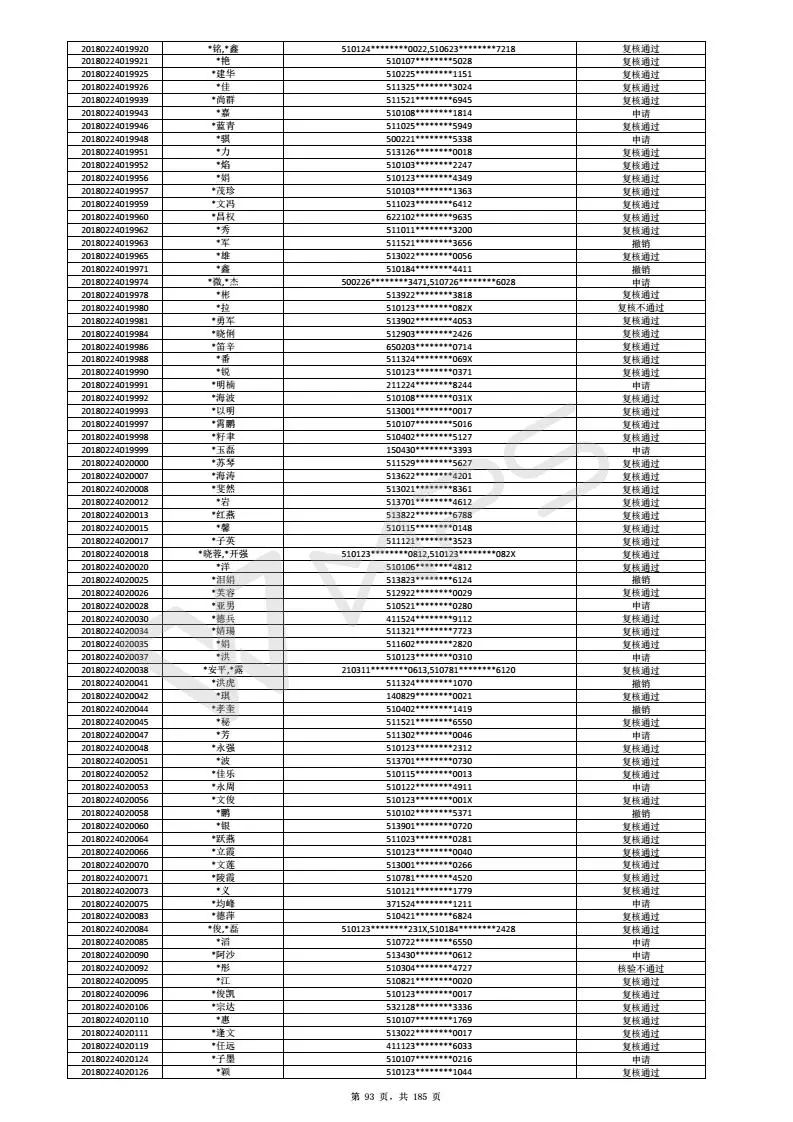 20180224019920 *铭,*鑫 510124********0022,510623********7218 复核通过
20180224019921 *艳 510107********5028 复核通过
20180224019925 *建华 510225********1151 复核通过
20180224019926 *佳 511325********3024 复核通过
20180224019939 *尚群 511521********6945 复核通过
20180224019943 *嘉 510108********1814 申请
20180224019946 *蓝青 511025********5949 复核通过
20180224019948 *骐 500221********5338 申请
20180224019951 *力 513126********0018 复核通过
20180224019952 *焰 510103********2247 复核通过
20180224019956 *娟 510123********4349 复核通过
20180224019957 *茂珍 510103********1363 复核通过
20180224019959 *文冯 511023********6412 复核通过
20180224019960 *昌权 622102********9635 复核通过
20180224019962 *秀 511011********3200 复核通过
20180224019963 *军 511521********3656 撤销
20180224019965 *雄 513022********0056 复核通过
20180224019971 *鑫 510184********4411 撤销
20180224019974 *微,*杰 500226********3471,510726********6028 申请
20180224019978 *彬 513922********3818 复核通过
20180224019980 *拉 510123********082X 复核不通过
20180224019981 *勇军 513902********4053 复核通过
20180224019984 *晓俐 512903********2426 复核通过
20180224019986 *笛辛 650203********0714 复核通过
20180224019988 *番 511324********069X 复核通过
20180224019990 *锐 510123********0371 复核通过
20180224019991 *明楠 211224********8244 申请
20180224019992 *海波 510108********031X 复核通过
20180224019993 *以明 513001********0017 复核通过
20180224019997 *霄鹏 510107********5016 复核通过
20180224019998 *籽聿 510402********5127 复核通过
20180224019999 *玉磊 150430********3393 申请
20180224020000 *苏琴 511529********5627 复核通过
20180224020007 *海涛 513622********4201 复核通过
20180224020008 *斐然 513021********8361 复核通过
20180224020012 *岩 513701********4612 复核通过
20180224020013 *红燕 513822********6788 复核通过
20180224020015 *馨 510115********0148 复核通过
20180224020017 *子英 511121********3523 复核通过
20180224020018 *晓蓉,*开强 510123********0812,510123********082X 复核通过
20180224020020 *洋 510106********4812 复核通过
20180224020025 *泪娟 513823********6124 撤销
20180224020026 *芙容 512922********0029 复核通过
20180224020028 *亚男 510521********0280 申请
20180224020030 *德兵 411524********9112 复核通过
20180224020034 *婧瑒 511321********7723 复核通过
20180224020035 *娟 511602********2820 复核通过
20180224020037 *洪 510123********0310 申请
20180224020038 *安平,*露 210311********0613,510781********6120 复核通过
20180224020041 *洪虎 511324********1070 撤销
20180224020042 *琪 140829********0021 复核通过
20180224020044 *孝奎 510402********1419 撤销
20180224020045 *秘 511521********6550 复核通过
20180224020047 *芳 511302********0046 申请
20180224020048 *永强 510123********2312 复核通过
20180224020051 *波 513701********0730 复核通过
20180224020052 *佳乐 510115********0013 复核通过
20180224020053 *永周 510122********4911 申请
20180224020056 *文俊 510123********001X 复核通过
20180224020058 *鹏 510102********5371 撤销
20180224020060 *银 513901********0720 复核通过
20180224020064 *跃燕 511023********0281 复核通过
20180224020066 *立霞 510123********0040 复核通过
20180224020070 *文莲 513001********0266 复核通过
20180224020071 *陵霞 510781********4520 复核通过
20180224020073 *义 510121********1779 复核通过
20180224020075 *均峰 371524********1211 申请
20180224020083 *德萍 510421********6824 复核通过
20180224020084 *俊,*磊 510123********231X,510184********2428 复核通过
20180224020085 *滔 510722********6550 申请
20180224020090 *阿沙 513430********0612 申请
20180224020092 *彤 510304********4727 核验不通过
20180224020095 *江 510821********0020 复核通过
20180224020096 *俊凯 510123********0017 复核通过
20180224020106 *宗达 532128********3336 复核通过
20180224020110 *惠 510107********1769 复核通过
20180224020111 *逢文 513022********0017 复核通过
20180224020119 *任远 411123********6033 复核通过
20180224020124 *子墨 510107********0216 申请
20180224020126 *颖 510123********1044 复核通过
第 93 页，共 185 页